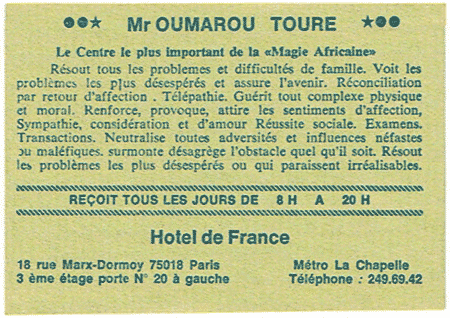 Mr OUMAROU TOURE
Le Centre le plus important de la «Magie Africaine»
Résout tous les problèmes et difficultés de famille. Voit les
problèmes les plus désespérés et assure l'avenir. Réconciliation
par retour d'affection . Télépathie. Guérit tout complexe physique
et moral. Renforce, provoque, attire les sentiments d'affection,
Sympathie, considération et d'amour Réussite sociale. Examens.
Transactions. Neutralise toutes adversités et influences néfastes
ou maléfiques. surmonte désagrège l'obstacle quel qu'il soit. Résout
les problèmes les plus désespérés ou qui paraissent irréalisables.
REÇOIT TOUS LES JOURS DE 8 H A 20 H
Hotel de France
18 rue Marx-Dormoy 75018 Paris Métro La Chapelle
3 ème étage porte N° 20 à gauche Téléphone : 249.69.42